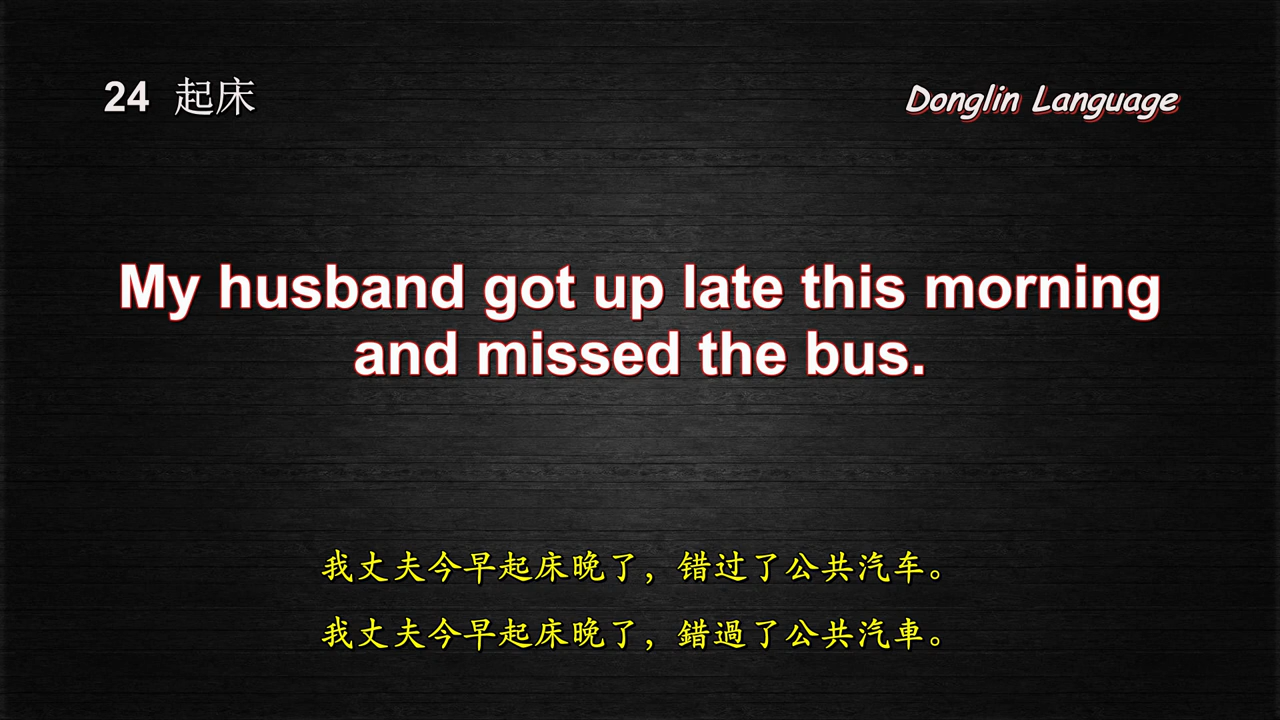 24 起床
Donglin Language
My husband got up late this morning
and missed the bus.
我丈夫今早起床晚了，错过了公共汽车。
我丈夫今早起床晚了，錯過了公共汽車。